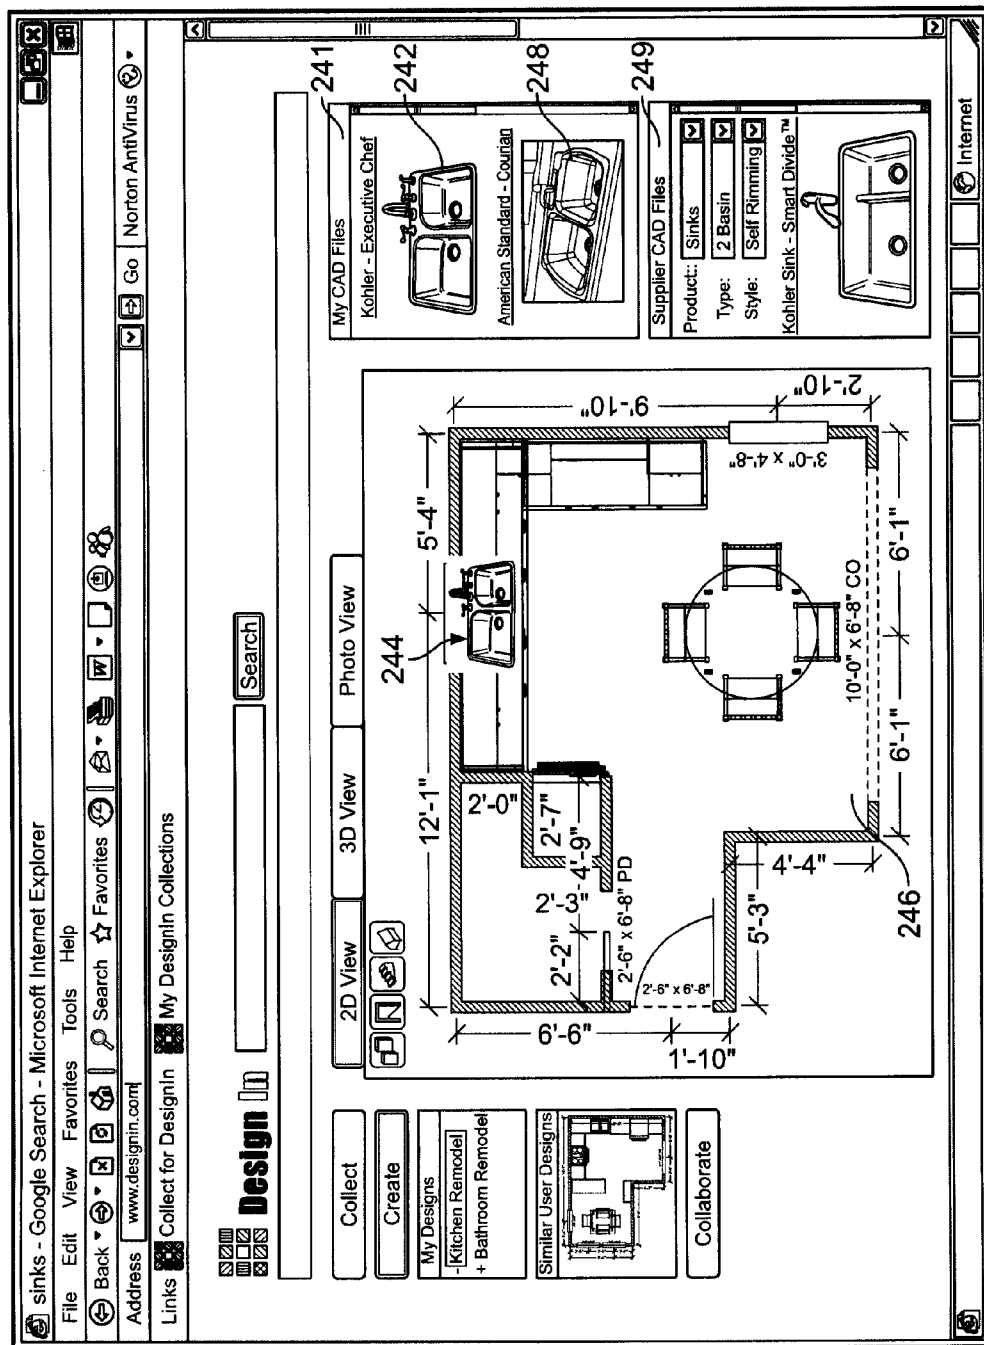 sinks - Google Search - Microsoft Internet Explorer
File Edit View Favorites Tools Help
Back Search Favorites W
Address www.designin.com Go Norton AntiVirus
Links Collect for DesignIn My DesignIn Collections
Design In
Search
Collect
Create
My Designs
- Kitchen Remodel
+ Bathroom Remodel
Similar User Designs
Collaborate
2D View
3D View
Photo View
244
12'-1"
5'-4"
6'-6"
1'-10"
2'-0"
2'-7"
4'-9"
2'-3"
2'-2"
2'-6" x 6'-8" PD
2'-6" x 6'-8"
5'-3"
4'-4"
9'-10"
2'-10"
3'-0" x 4'-8"
10'-0" x 6'-8" CO
6'-1"
6'-1"
246
My CAD Files
241
Kohler - Executive Chef
242
American Standard - Courian
248
Supplier CAD Files
249
Product:: Sinks
Type: 2 Basin
Style: Self Rimming
Kohler Sink - Smart Divide™
Internet